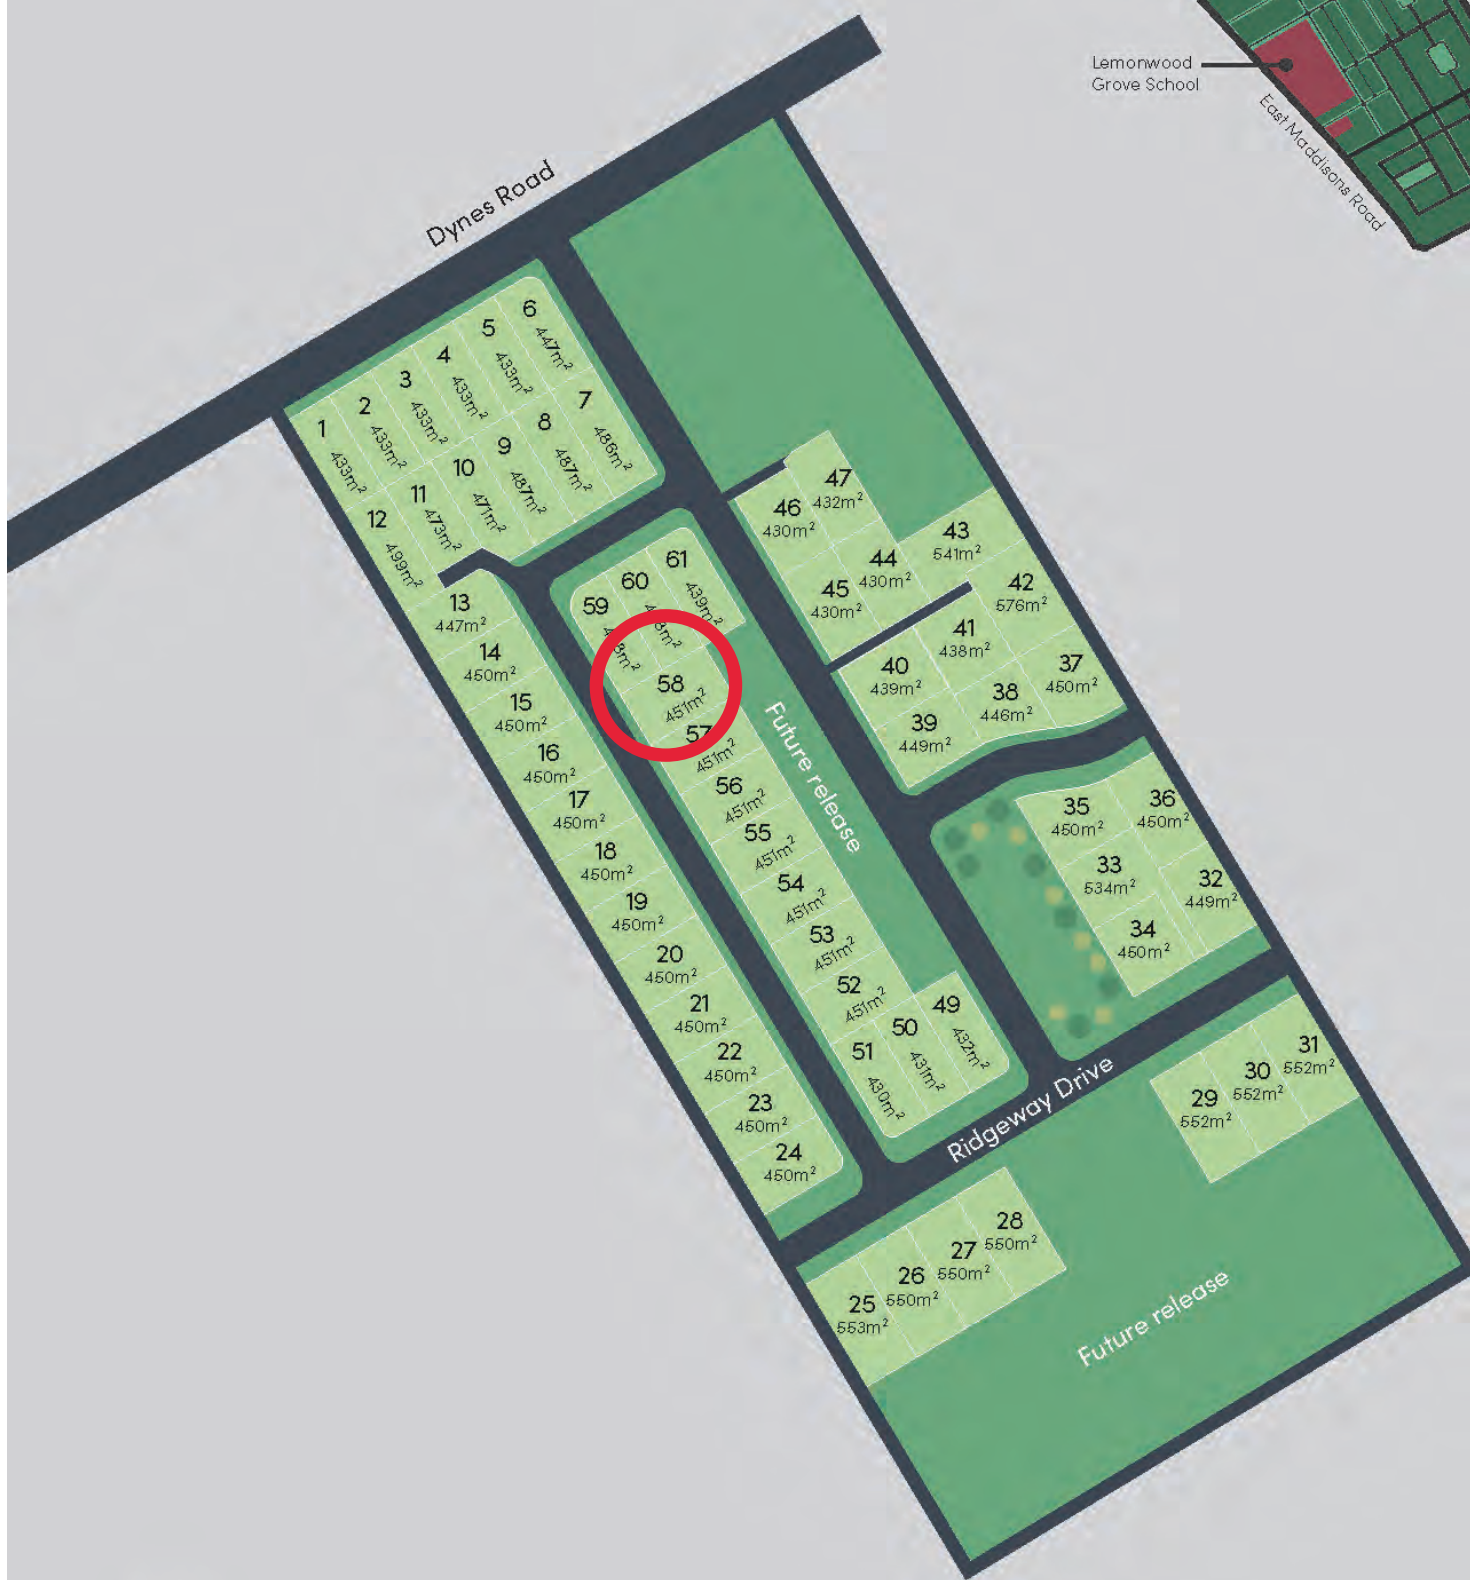 Lemonwood
Grove School
East Maddisons Road
Dynes Road
1
433m²
2
433m²
3
433m²
4
433m²
5
433m²
6
447m²
7
486m²
8
487m²
9
487m²
10
471m²
11
473m²
12
499m²
13
447m²
14
450m²
15
450m²
16
450m²
17
450m²
18
450m²
19
450m²
20
450m²
21
450m²
22
450m²
23
450m²
24
450m²
61
439m²
60
59
58
451m²
57
451m²
56
451m²
55
451m²
54
451m²
53
451m²
52
451m²
51
430m²
50
431m²
49
432m²
Future release
47
432m²
46
430m²
45
430m²
44
430m²
43
541m²
42
576m²
41
438m²
40
439m²
39
449m²
38
446m²
37
450m²
36
450m²
35
450m²
33
534m²
34
450m²
32
449m²
Ridgeway Drive
31
552m²
30
552m²
29
552m²
28
550m²
27
550m²
26
550m²
25
553m²
Future release